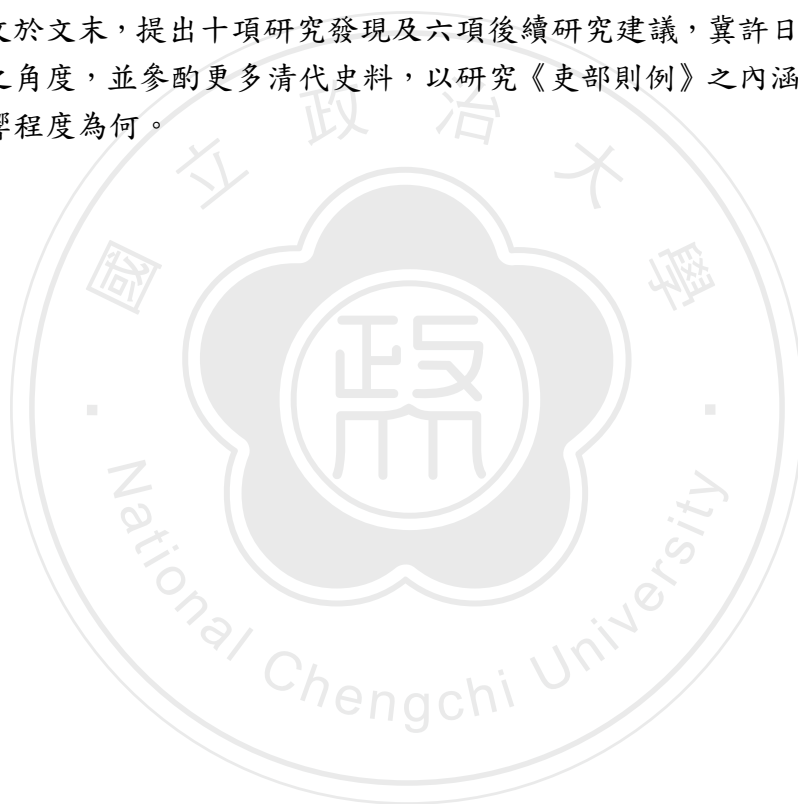 文於文末，提出十項研究發現及六項後續研究建議，冀許日
之角度，並參酌更多清代史料，以研究《吏部則例》之內涵
響程度為何。
國立政治大學
政大
National Chengchi University